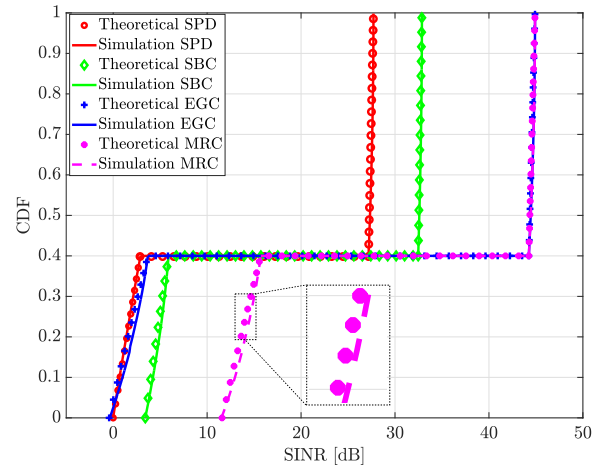 1
0.9
0.8
0.7
0.6
0.5
0.4
0.3
0.2
0.1
0
CDF
Theoretical SPD
Simulation SPD
Theoretical SBC
Simulation SBC
Theoretical EGC
Simulation EGC
Theoretical MRC
Simulation MRC
0 10 20 30 40 50
SINR [dB]